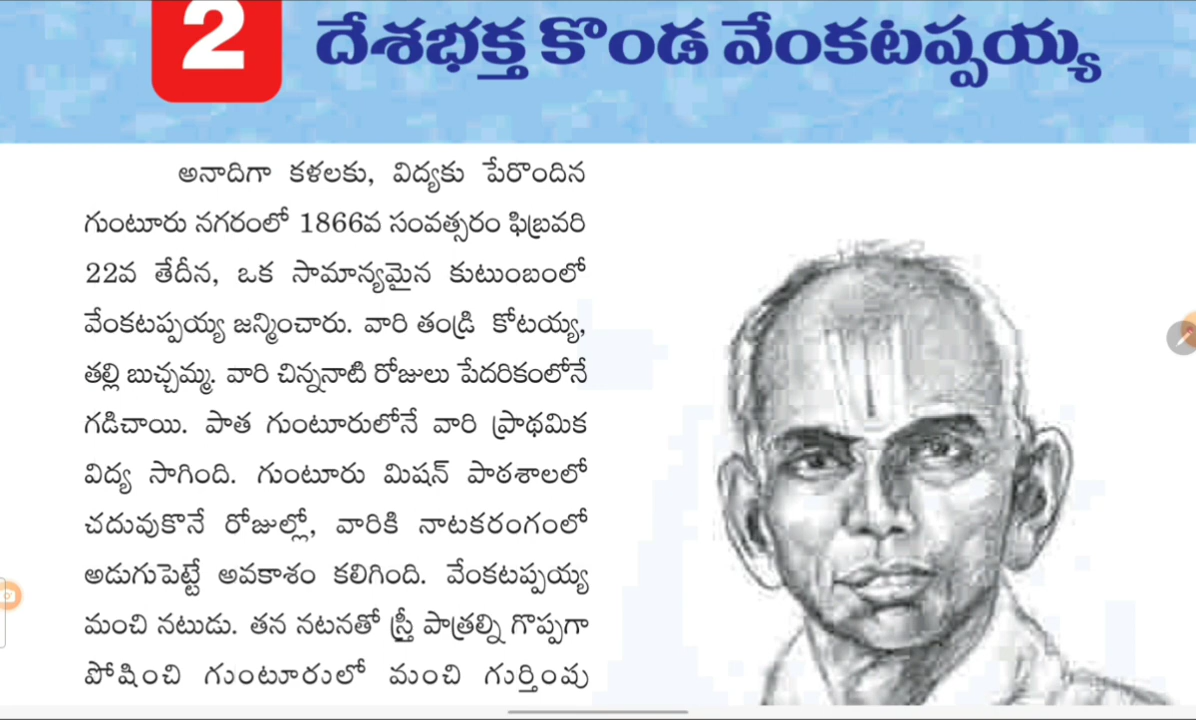 2 దేశభక్త కొండ వేంకటప్పయ్య
అనాదిగా కళలకు, విద్యకు పేరొందిన
గుంటూరు నగరంలో 1866వ సంవత్సరం ఫిబ్రవరి
22వ తేదీన, ఒక సామాన్యమైన కుటుంబంలో
వేంకటప్పయ్య జన్మించారు. వారి తండ్రి కోటయ్య,
తల్లి బుచ్చమ్మ. వారి చిన్ననాటి రోజులు పేదరికంలోనే
గడిచాయి. పాత గుంటూరులోనే వారి ప్రాథమిక
విద్య సాగింది. గుంటూరు మిషన్ పాఠశాలలో
చదువుకొనే రోజుల్లో, వారికి నాటకరంగంలో
అడుగుపెట్టే అవకాశం కలిగింది. వేంకటప్పయ్య
మంచి నటుడు. తన నటనతో స్త్రీ పాత్రల్ని గొప్పగా
పోషించి గుంటూరులో మంచి గుర్తింపు